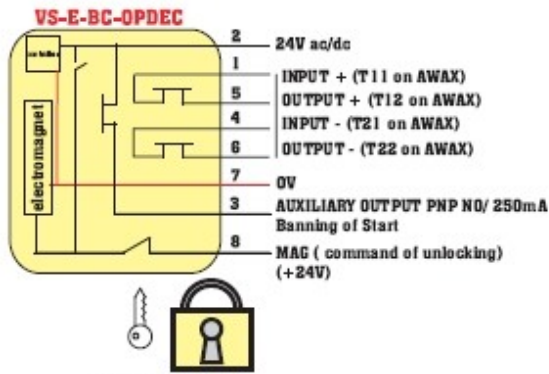 VS-E-BC-OPDEC
2 24V ac/dc
1 INPUT + (T11 on AWAX)
5 OUTPUT + (T12 on AWAX)
4 INPUT - (T21 on AWAX)
6 OUTPUT - (T22 on AWAX)
7 0V
3 AUXILIARY OUTPUT PNP NO/ 250mA
Banning of Start
8 MAG ( command of unlocking)
(+24V)
electromagnet